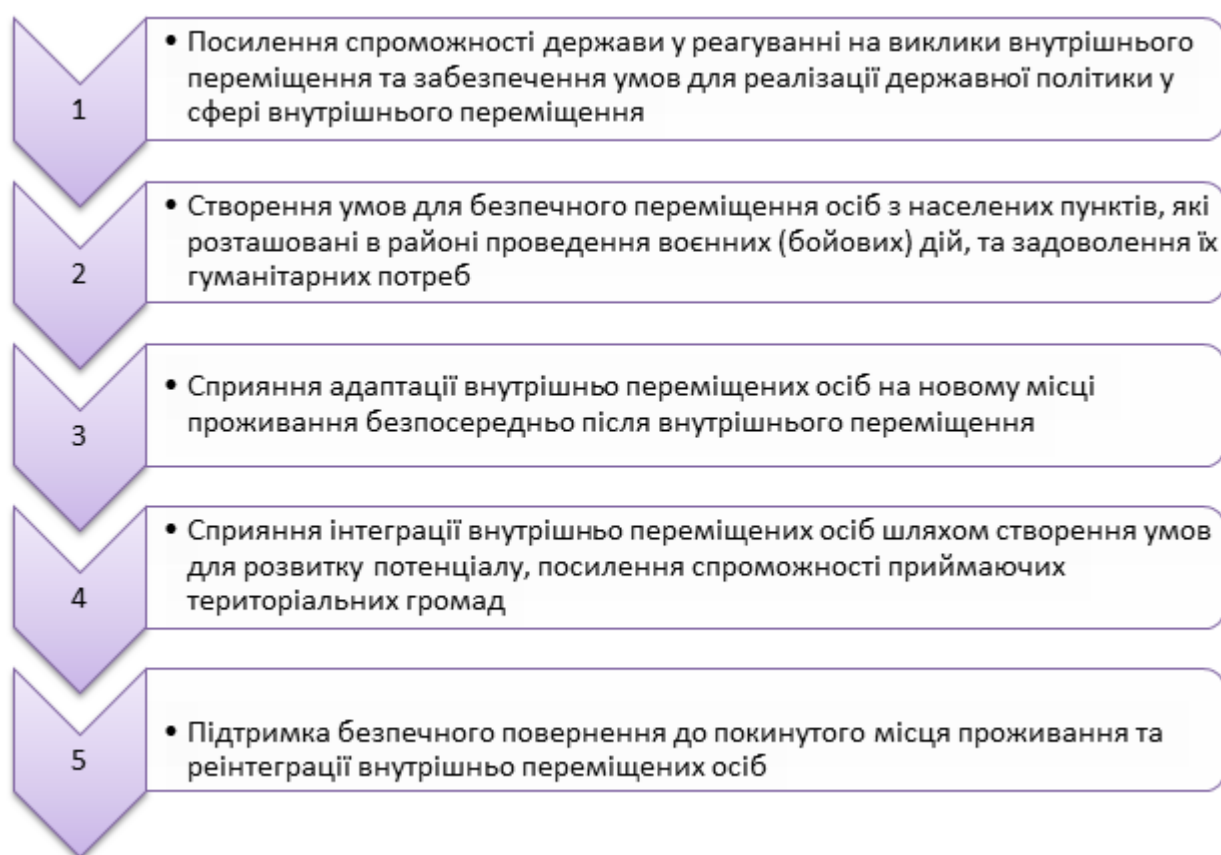 1
• Посилення спроможності держави у реагуванні на виклики внутрішнього
переміщення та забезпечення умов для реалізації державної політики у
сфері внутрішнього переміщення
2
• Створення умов для безпечного переміщення осіб з населених пунктів, які
розташовані в районі проведення воєнних (бойових) дій, та задоволення їх
гуманітарних потреб
3
• Сприяння адаптації внутрішньо переміщених осіб на новому місці
проживання безпосередньо після внутрішнього переміщення
4
• Сприяння інтеграції внутрішньо переміщених осіб шляхом створення умов
для розвитку потенціалу, посилення спроможності приймаючих
територіальних громад
5
• Підтримка безпечного повернення до покинутого місця проживання та
реінтеграції внутрішньо переміщених осіб